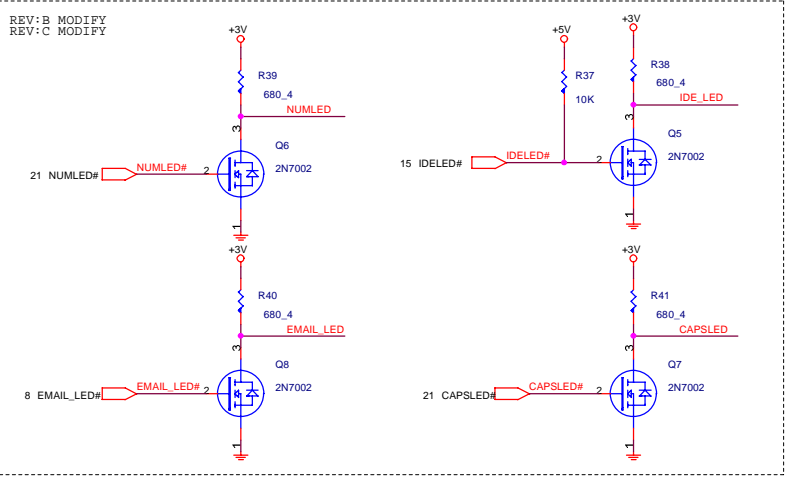 REV:B MODIFY
REV:C MODIFY
+3V
R39
680_4
NUMLED
3
Q6
2N7002
21 NUMLED#
NUMLED#
2
1
+5V
R37
10K
+3V
R38
680_4
IDE_LED
3
Q5
2N7002
15 IDELED#
IDELED#
2
1
+3V
R40
680_4
EMAIL_LED
3
Q8
2N7002
8 EMAIL_LED#
EMAIL_LED#
2
1
+3V
R41
680_4
CAPSLED
3
Q7
2N7002
21 CAPSLED#
CAPSLED#
2
1